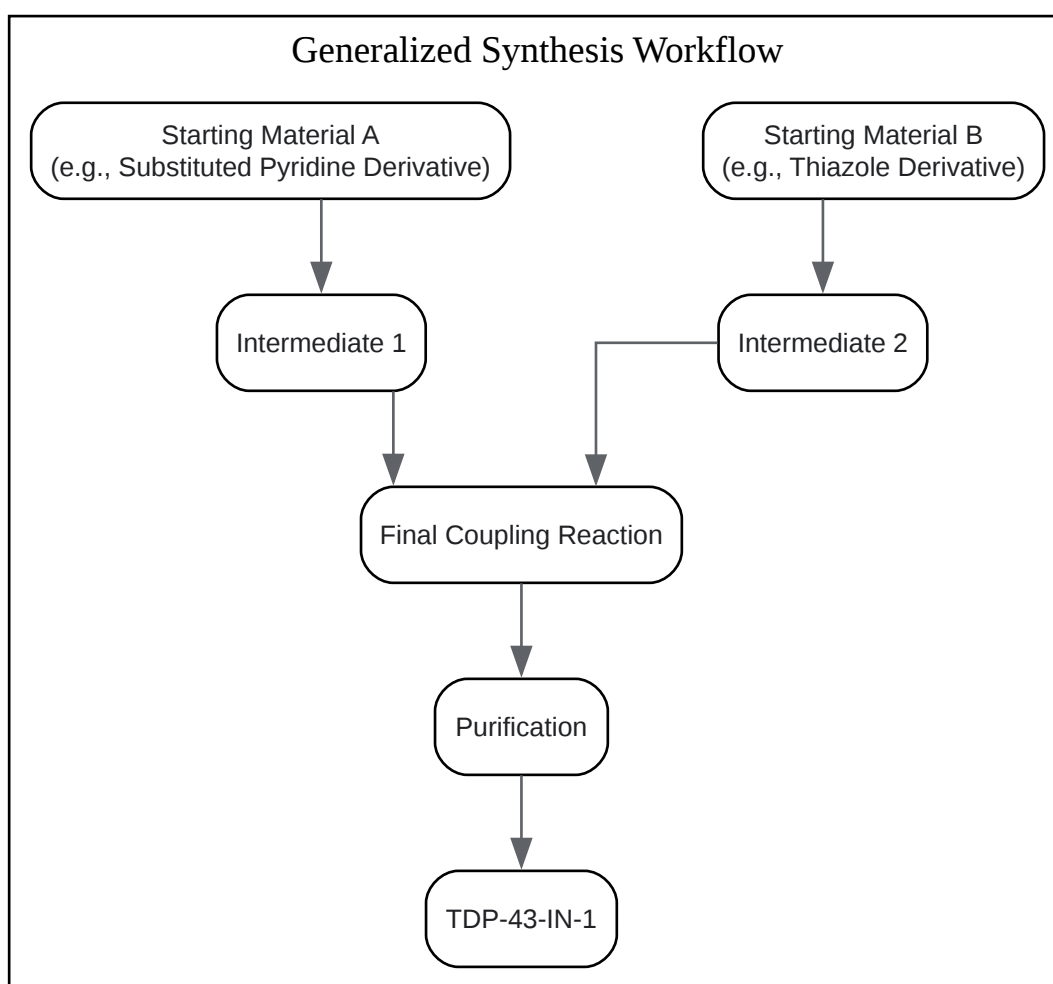 Generalized Synthesis Workflow
Starting Material A
(e.g., Substituted Pyridine Derivative)
Starting Material B
(e.g., Thiazole Derivative)
Intermediate 1
Intermediate 2
Final Coupling Reaction
Purification
TDP-43-IN-1